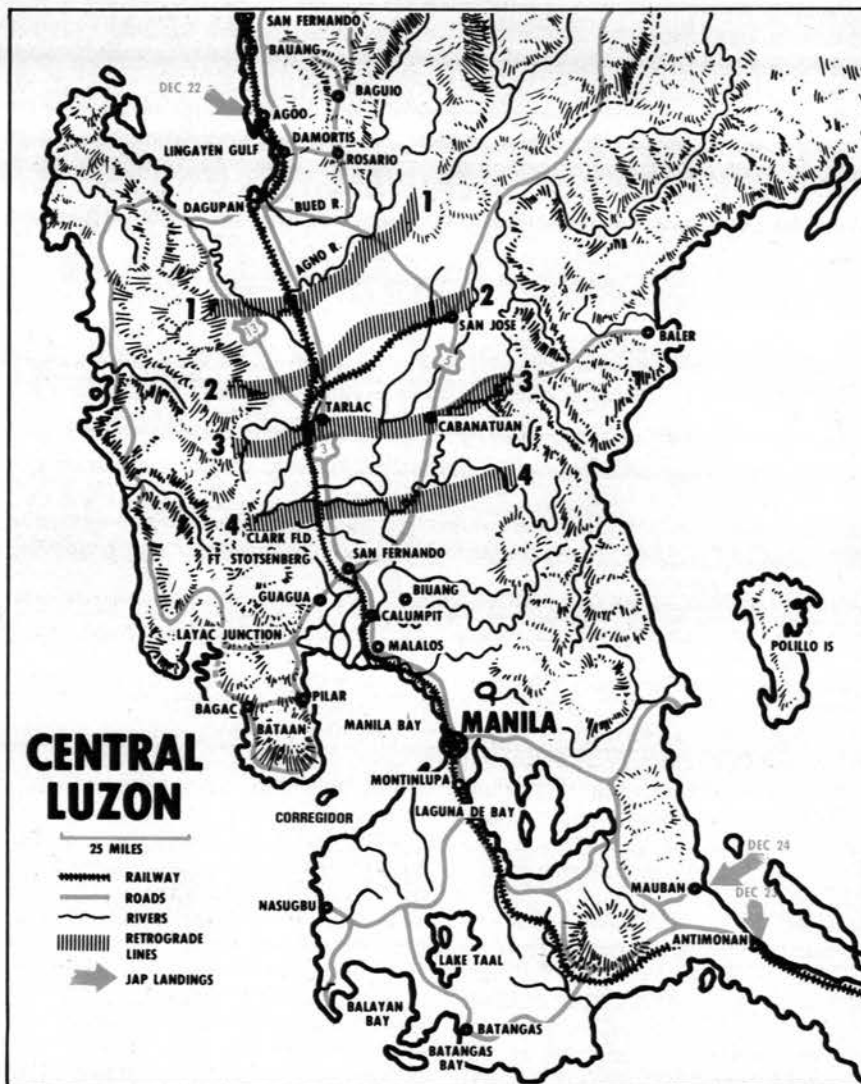 SAN FERNANDO
BAUANG
BAGUIO
DEC 22
AGOO
DAMORTIS
LINGAYEN GULF
ROSARIO
DAGUPAN
BUED R.
1
AGNO R.
1
2
13
SAN JOSE
BALER
5
2
3
TARLAC
CABANATUAN
3
3
4
4
CLARK FLD.
FT. STOTSENBERG
SAN FERNANDO
GUAGUA
BIUANG
CALUMPIT
LAYAC JUNCTION
MALALOS
POLILLO IS
PILAR
BAGAC
BATAAN
MANILA BAY
MANILA
CENTRAL
LUZON
MONTINLUPA
CORREGIDOR
LAGUNA DE BAY
25 MILES
DEC 24
RAILWAY
MAUBAN
DEC 23
ROADS
NASUGBU
RIVERS
ANTIMONAN
RETROGRADE
LINES
LAKE TAAL
JAP LANDINGS
BALAYAN
BAY
BATANGAS
BATANGAS
BAY